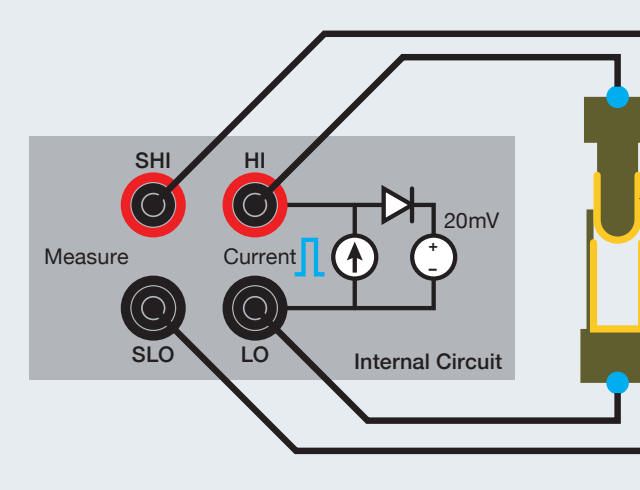 SHI
HI
20mV
Measure
Current
+
−
SLO
LO
Internal Circuit